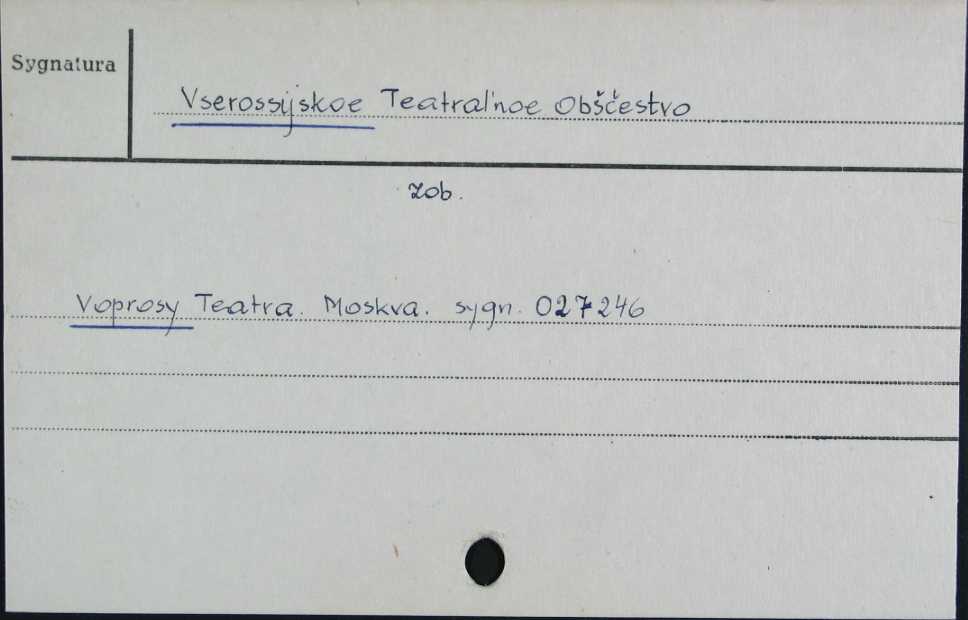 Sygnatura
Vserossijskoe Teatral'noe Obščestvo
zob.
Voprosy Teatra. Moskva. sygn. 027246